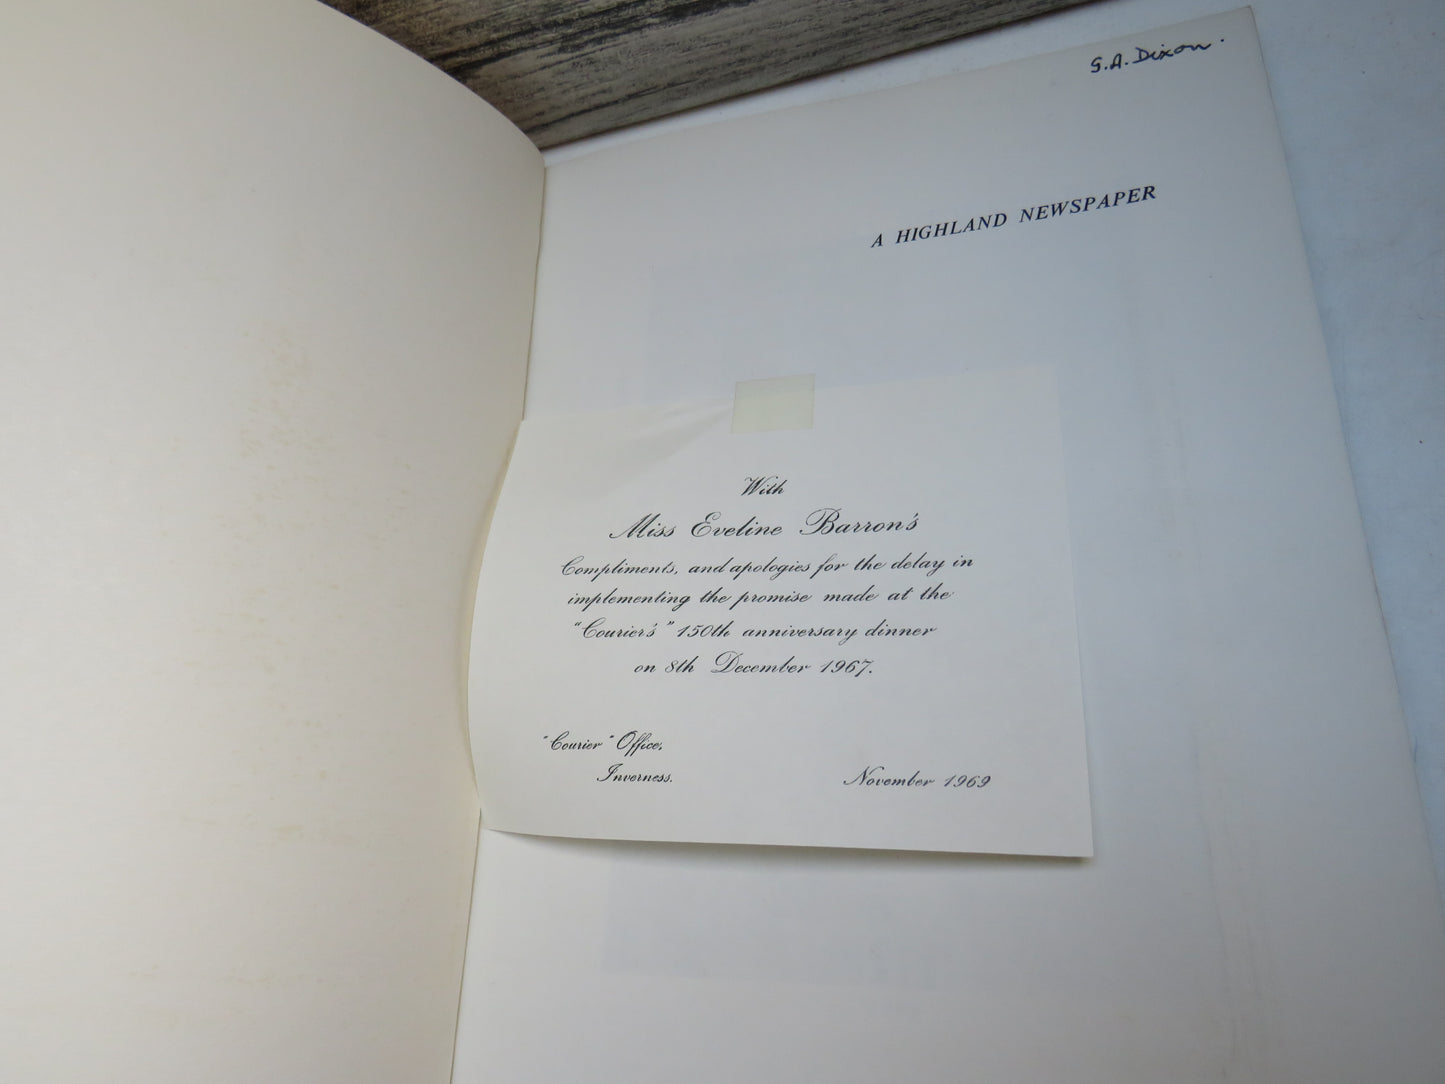 G.A. Dixon.
A HIGHLAND NEWSPAPER
With
Miss Eveline Barron's
Compliments, and apologies for the delay in
implementing the promise made at the
"Courier's" 150th anniversary dinner
on 8th December 1967.
"Courier" Office,
Inverness.
November 1969